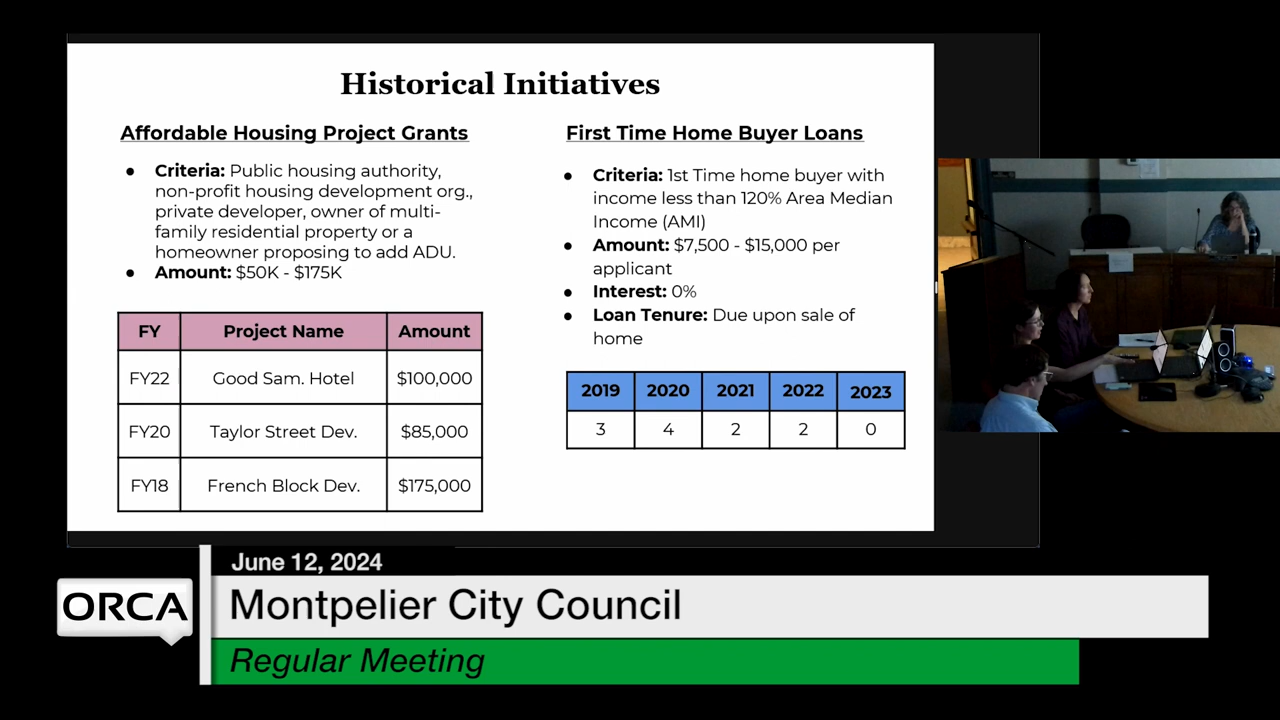 Historical Initiatives
Affordable Housing Project Grants
● Criteria: Public housing authority,
non-profit housing development org.,
private developer, owner of multi-
family residential property or a
homeowner proposing to add ADU.
● Amount: $50K - $175K
FY Project Name Amount
FY22 Good Sam. Hotel $100,000
FY20 Taylor Street Dev. $85,000
FY18 French Block Dev. $175,000
First Time Home Buyer Loans
● Criteria: 1st Time home buyer with
income less than 120% Area Median
Income (AMI)
● Amount: $7,500 - $15,000 per
applicant
● Interest: 0%
● Loan Tenure: Due upon sale of
home
2019 2020 2021 2022 2023
3 4 2 2 0
June 12, 2024
ORCA
Montpelier City Council
Regular Meeting